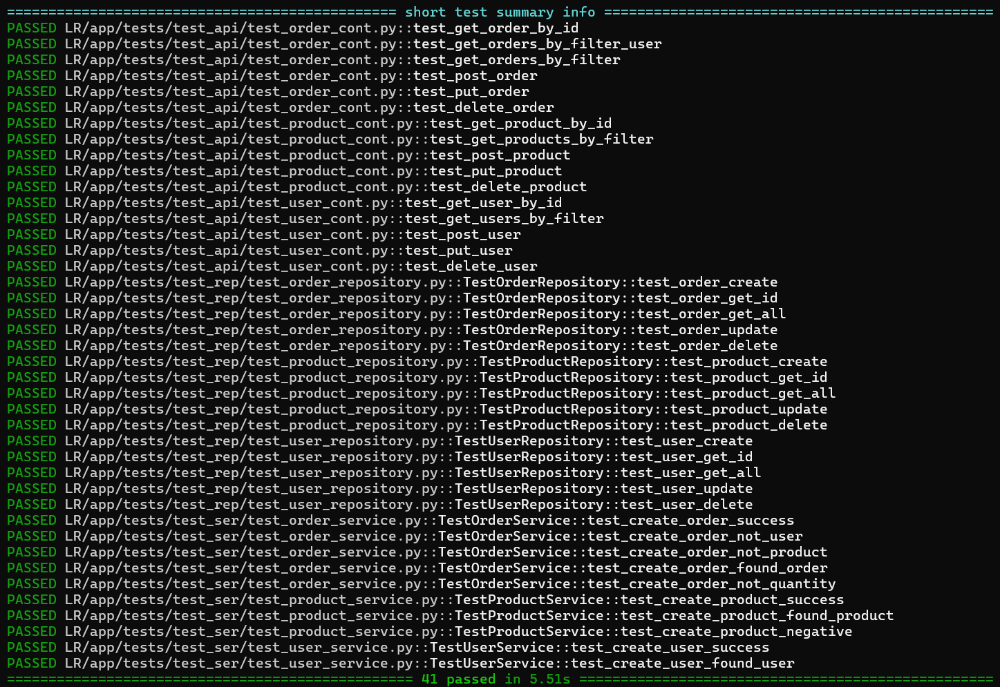 =============================================== short test summary info ===============================================
PASSED LR/app/tests/test_api/test_order_cont.py::test_get_order_by_id
PASSED LR/app/tests/test_api/test_order_cont.py::test_get_orders_by_filter_user
PASSED LR/app/tests/test_api/test_order_cont.py::test_get_orders_by_filter
PASSED LR/app/tests/test_api/test_order_cont.py::test_post_order
PASSED LR/app/tests/test_api/test_order_cont.py::test_put_order
PASSED LR/app/tests/test_api/test_order_cont.py::test_delete_order
PASSED LR/app/tests/test_api/test_product_cont.py::test_get_product_by_id
PASSED LR/app/tests/test_api/test_product_cont.py::test_get_products_by_filter
PASSED LR/app/tests/test_api/test_product_cont.py::test_post_product
PASSED LR/app/tests/test_api/test_product_cont.py::test_put_product
PASSED LR/app/tests/test_api/test_product_cont.py::test_delete_product
PASSED LR/app/tests/test_api/test_user_cont.py::test_get_user_by_id
PASSED LR/app/tests/test_api/test_user_cont.py::test_get_users_by_filter
PASSED LR/app/tests/test_api/test_user_cont.py::test_post_user
PASSED LR/app/tests/test_api/test_user_cont.py::test_put_user
PASSED LR/app/tests/test_api/test_user_cont.py::test_delete_user
PASSED LR/app/tests/test_rep/test_order_repository.py::TestOrderRepository::test_order_create
PASSED LR/app/tests/test_rep/test_order_repository.py::TestOrderRepository::test_order_get_id
PASSED LR/app/tests/test_rep/test_order_repository.py::TestOrderRepository::test_order_get_all
PASSED LR/app/tests/test_rep/test_order_repository.py::TestOrderRepository::test_order_update
PASSED LR/app/tests/test_rep/test_order_repository.py::TestOrderRepository::test_order_delete
PASSED LR/app/tests/test_rep/test_product_repository.py::TestProductRepository::test_product_create
PASSED LR/app/tests/test_rep/test_product_repository.py::TestProductRepository::test_product_get_id
PASSED LR/app/tests/test_rep/test_product_repository.py::TestProductRepository::test_product_get_all
PASSED LR/app/tests/test_rep/test_product_repository.py::TestProductRepository::test_product_update
PASSED LR/app/tests/test_rep/test_product_repository.py::TestProductRepository::test_product_delete
PASSED LR/app/tests/test_rep/test_user_repository.py::TestUserRepository::test_user_create
PASSED LR/app/tests/test_rep/test_user_repository.py::TestUserRepository::test_user_get_id
PASSED LR/app/tests/test_rep/test_user_repository.py::TestUserRepository::test_user_get_all
PASSED LR/app/tests/test_rep/test_user_repository.py::TestUserRepository::test_user_update
PASSED LR/app/tests/test_rep/test_user_repository.py::TestUserRepository::test_user_delete
PASSED LR/app/tests/test_ser/test_order_service.py::TestOrderService::test_create_order_success
PASSED LR/app/tests/test_ser/test_order_service.py::TestOrderService::test_create_order_not_user
PASSED LR/app/tests/test_ser/test_order_service.py::TestOrderService::test_create_order_not_product
PASSED LR/app/tests/test_ser/test_order_service.py::TestOrderService::test_create_order_found_order
PASSED LR/app/tests/test_ser/test_order_service.py::TestOrderService::test_create_order_not_quantity
PASSED LR/app/tests/test_ser/test_product_service.py::TestProductService::test_create_product_success
PASSED LR/app/tests/test_ser/test_product_service.py::TestProductService::test_create_product_found_product
PASSED LR/app/tests/test_ser/test_product_service.py::TestProductService::test_create_product_negative
PASSED LR/app/tests/test_ser/test_user_service.py::TestUserService::test_create_user_success
PASSED LR/app/tests/test_ser/test_user_service.py::TestUserService::test_create_user_found_user
================================================= 41 passed in 5.51s ==================================================